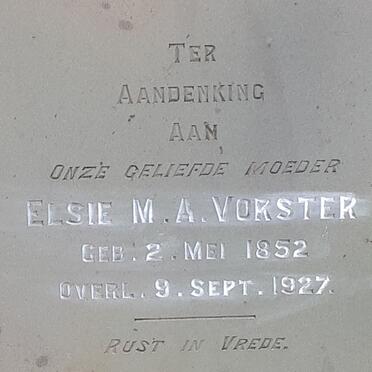 TER
AANDENKING
AAN
ONZE GELIEFDE MOEDER
ELSIE M. A. VORSTER
GEB. 2. MEI 1852
OVERL. 9. SEPT. 1927.
RUST IN VREDE.